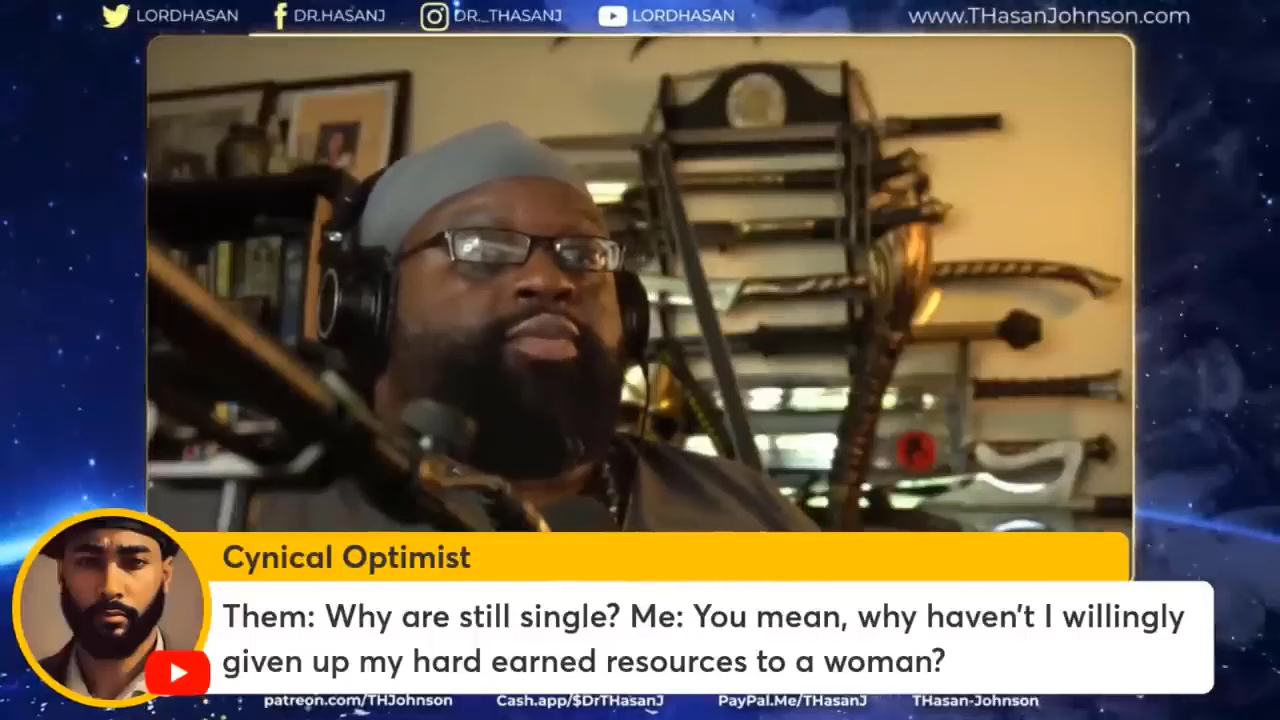 LORDHASAN DR.HASANJ DR._THASANJ LORDHASAN www.THasanJohnson.com
Cynical Optimist
Them: Why are still single? Me: You mean, why haven't I willingly
given up my hard earned resources to a woman?
patreon.com/THJohnson Cash.app/$DrTHasanJ PayPal.Me/THasanJ THasan-Johnson